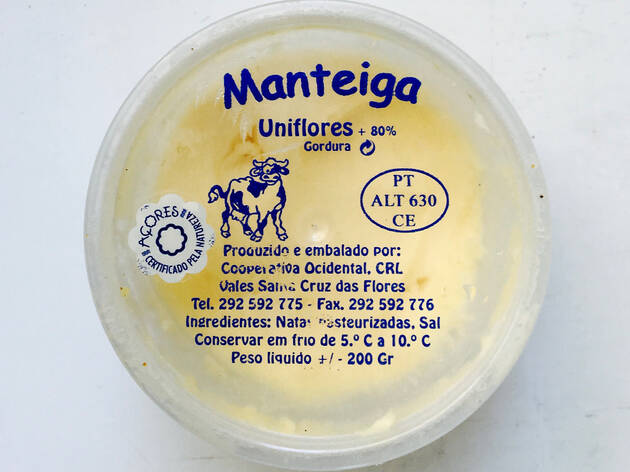 Manteiga
Uniflores + 80%
Gordura
PT
ALT 630
CE
AÇORES
CERTIFICADO PELA NATUREZA
Produzido e embalado por:
Cooperativa Ocidental, CRL
Vales Santa Cruz das Flores
Tel. 292 592 775 - Fax. 292 592 776
Ingredientes: Natas Pasteurizadas, Sal
Conservar em frio de 5.º C a 10.º C
Peso liquido +/- 200 Gr